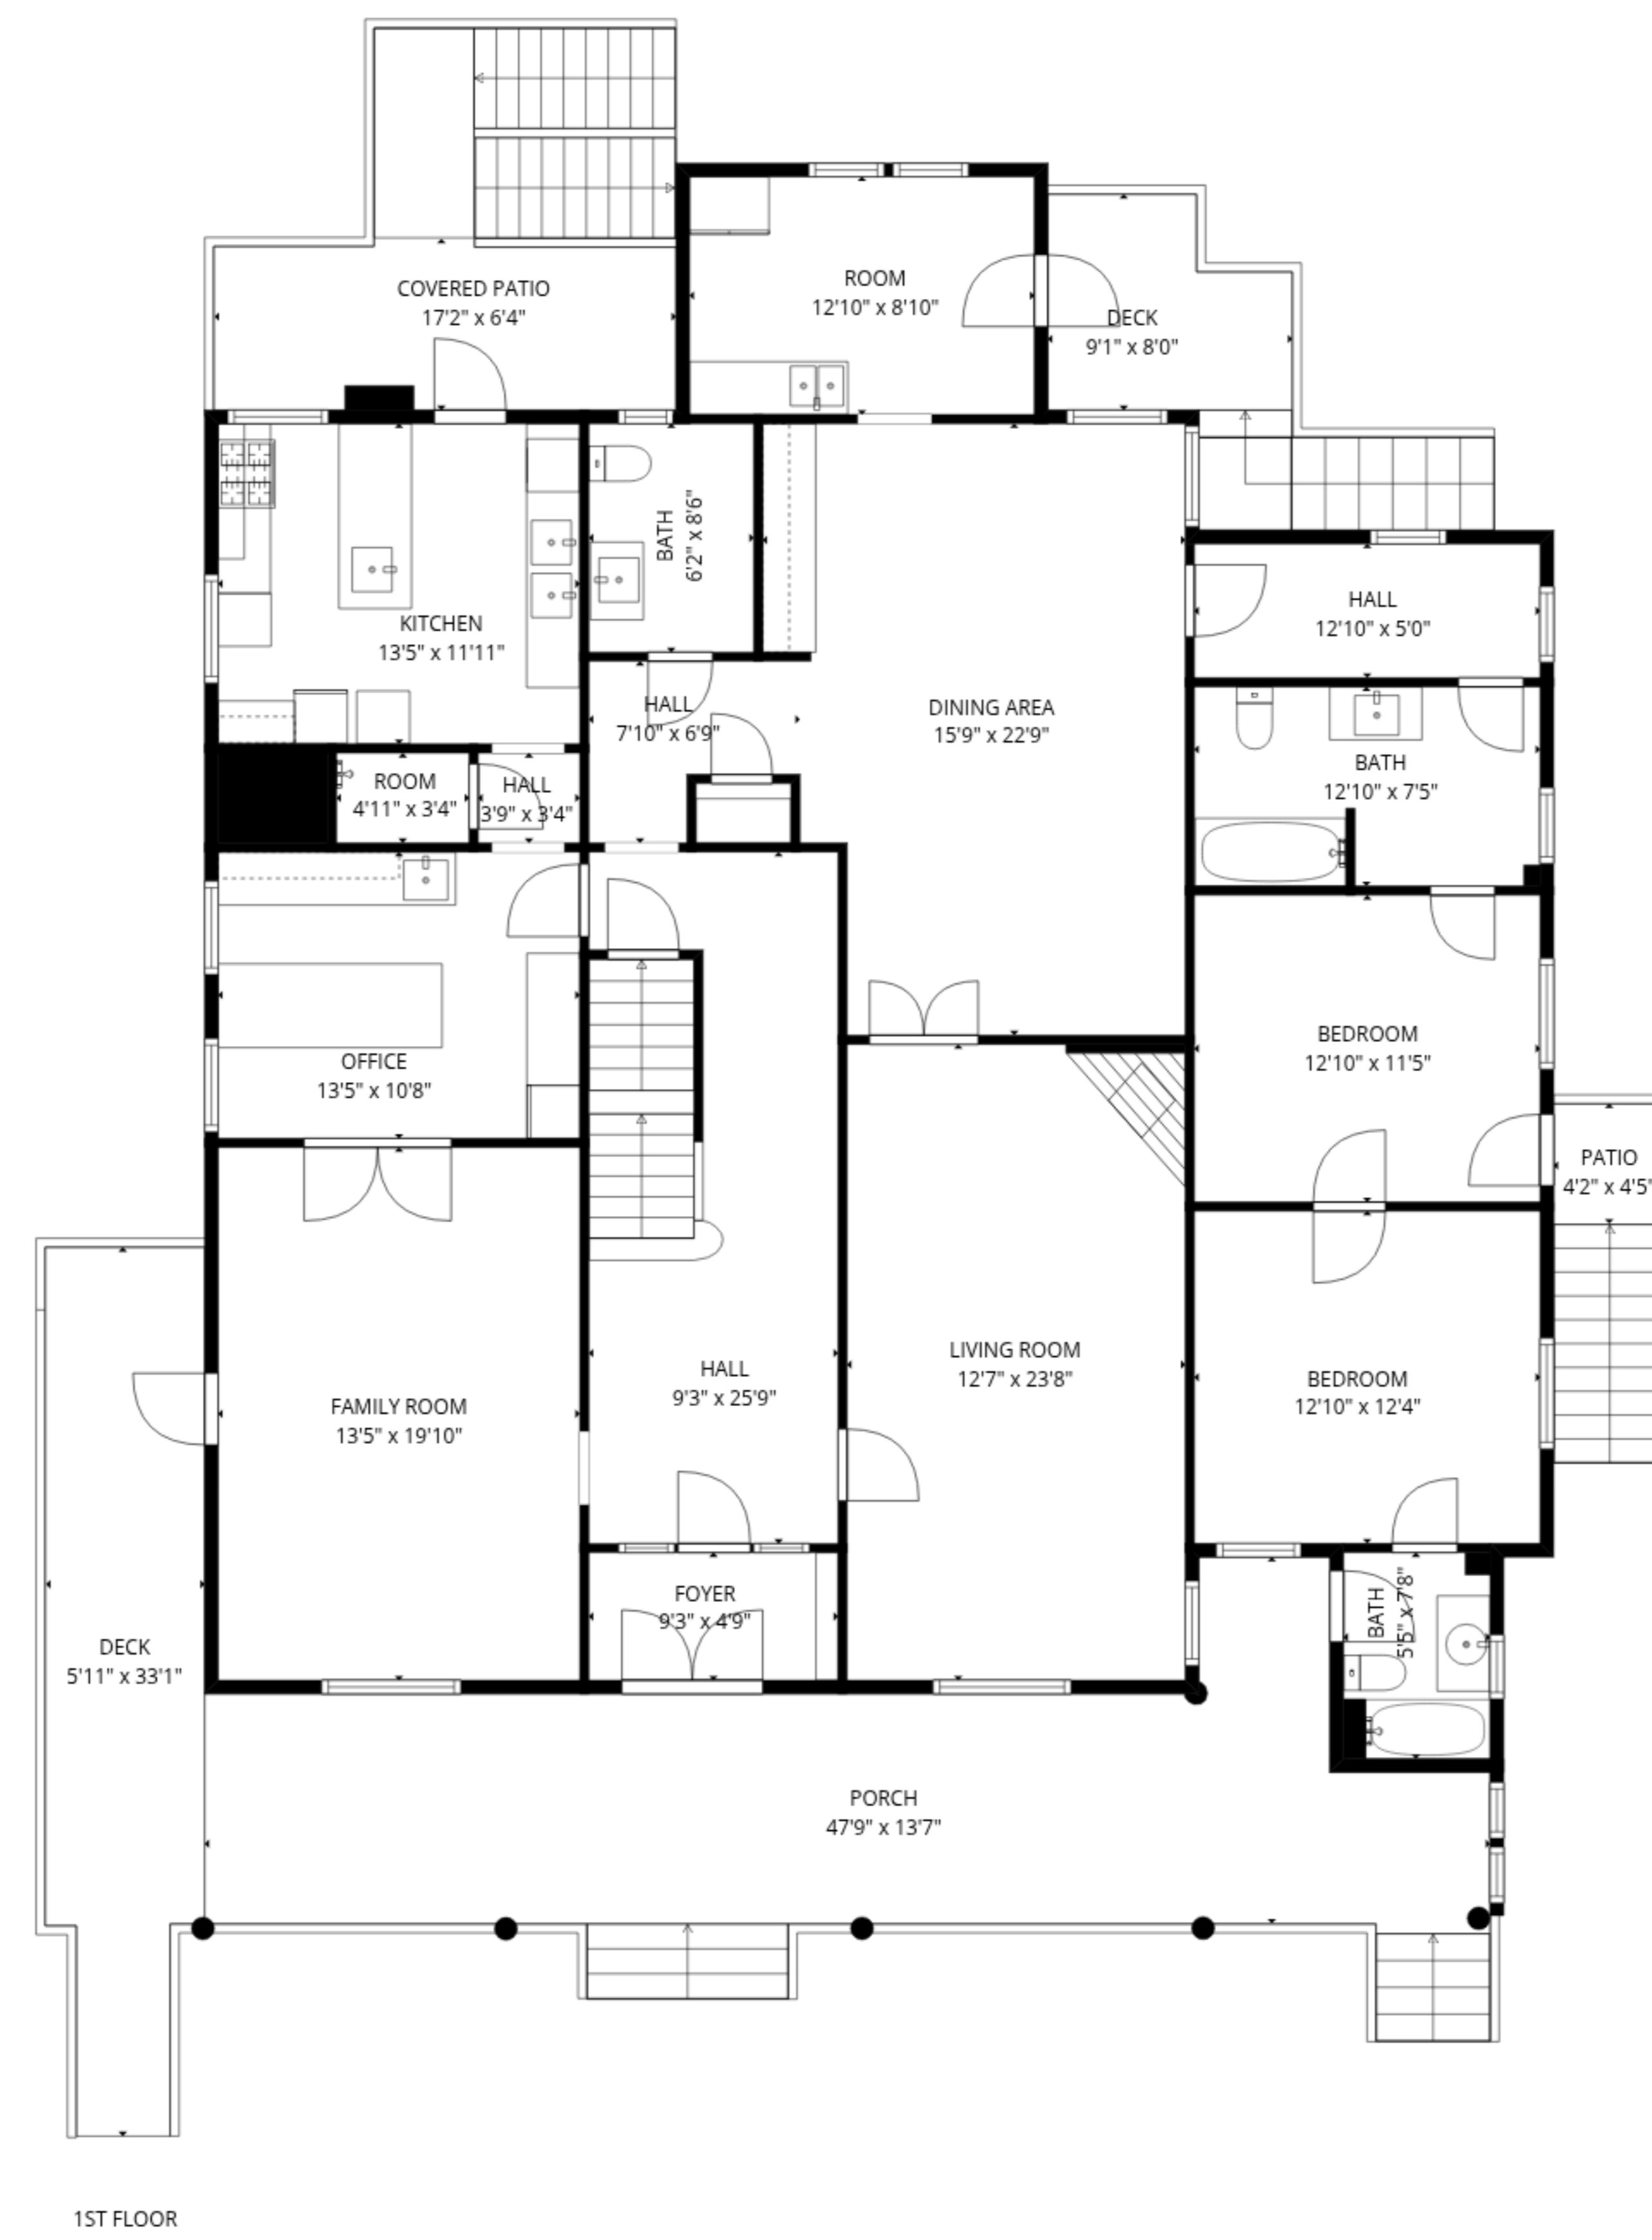 COVERED PATIO
17'2" x 6'4"
ROOM
12'10" x 8'10"
DECK
9'1" x 8'0"
KITCHEN
13'5" x 11'11"
BATH
6'2" x 8'6"
HALL
12'10" x 5'0"
HALL
7'10" x 6'9"
DINING AREA
15'9" x 22'9"
BATH
12'10" x 7'5"
ROOM
4'11" x 3'4"
HALL
3'9" x 3'4"
OFFICE
13'5" x 10'8"
BEDROOM
12'10" x 11'5"
PATIO
4'2" x 4'5"
LIVING ROOM
12'7" x 23'8"
HALL
9'3" x 25'9"
BEDROOM
12'10" x 12'4"
FAMILY ROOM
13'5" x 19'10"
FOYER
9'3" x 4'9"
BATH
5'5" x 7'8"
DECK
5'11" x 33'1"
PORCH
47'9" x 13'7"
1ST FLOOR